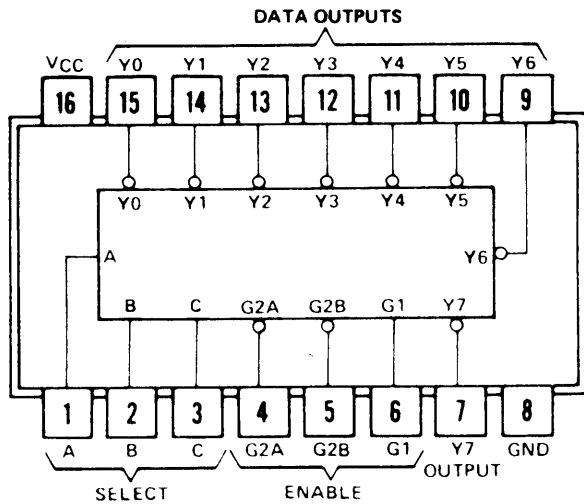 DATA OUTPUTS
VCC Y0 Y1 Y2 Y3 Y4 Y5 Y6
16 15 14 13 12 11 10 9
Y0 Y1 Y2 Y3 Y4 Y5
A Y6
B C G2A G2B G1 Y7
1 2 3 4 5 6 7 8
A B C G2A G2B G1 Y7 GND
OUTPUT
SELECT ENABLE